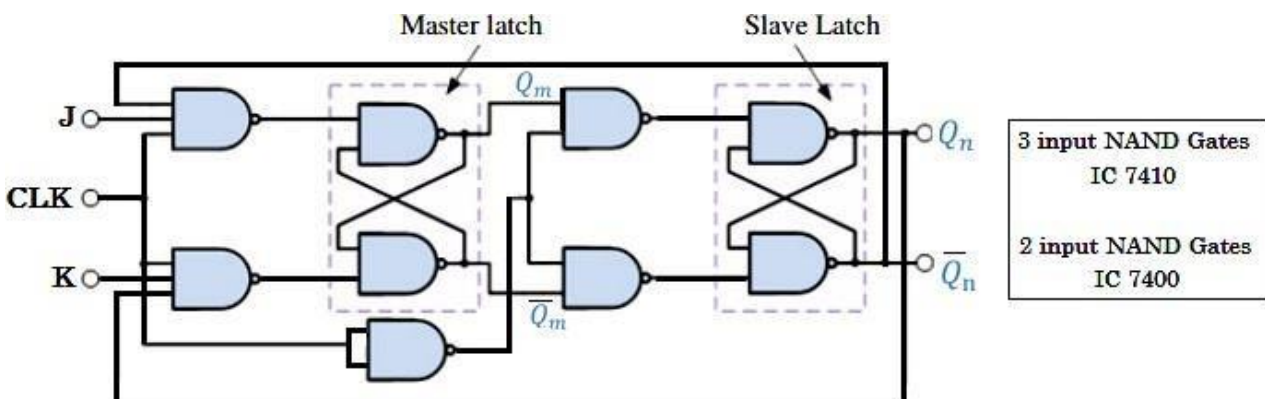 Master latch
Slave Latch
J
Qₘ
Qₙ
CLK
K
Q̅ₘ
Q̅ₙ
3 input NAND Gates
IC 7410
2 input NAND Gates
IC 7400